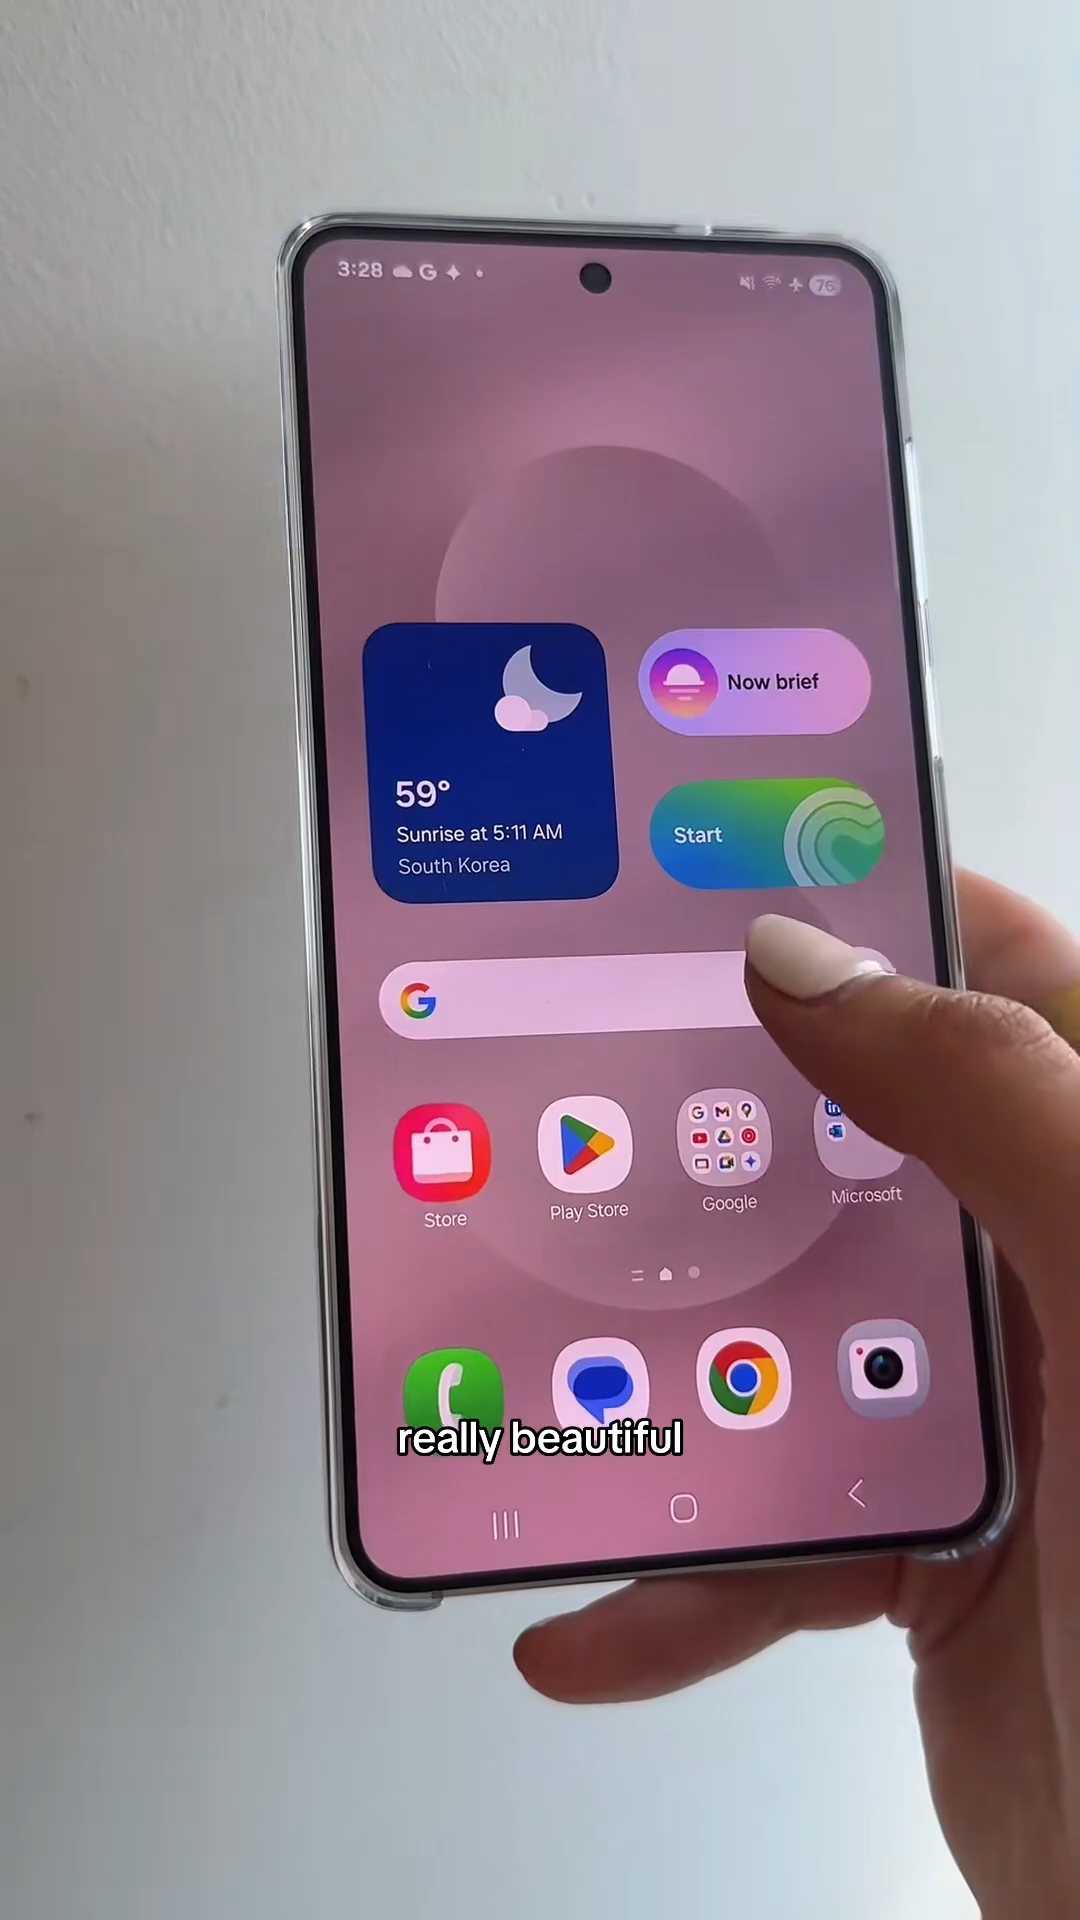 3:28
76
Now brief
59°
Sunrise at 5:11 AM
South Korea
Start
Store
Play Store
Google
Microsoft
really beautiful